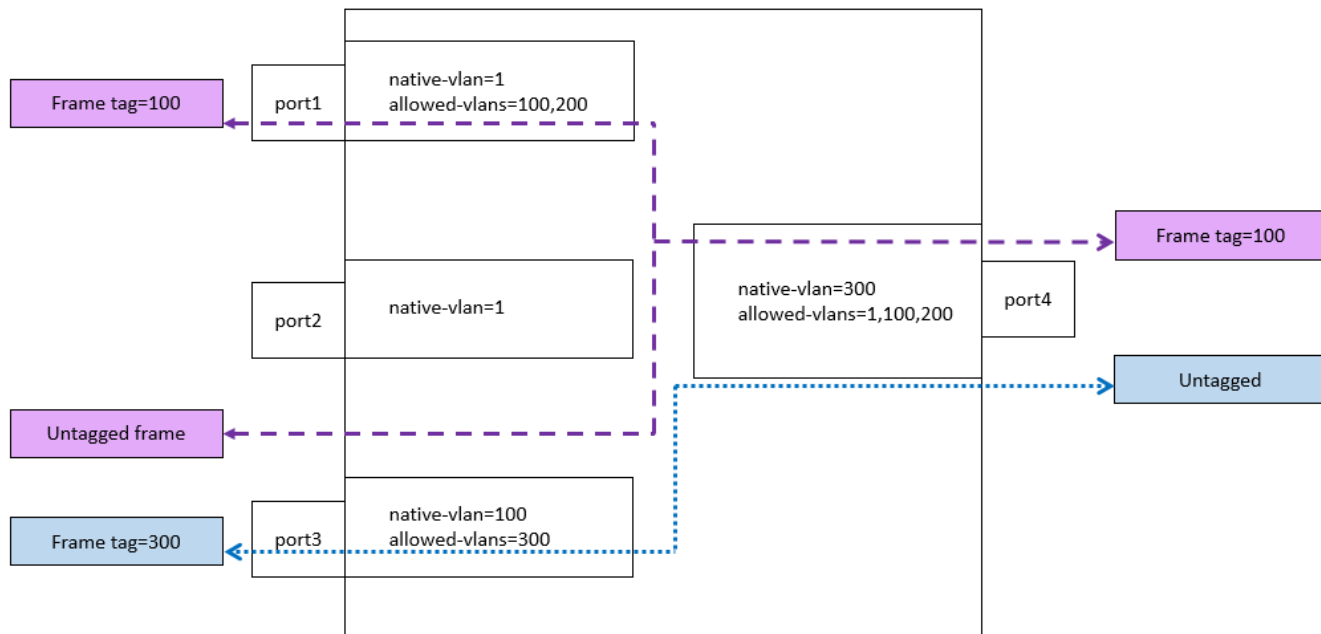 Frame tag=100
port1
native-vlan=1
allowed-vlans=100,200
Frame tag=100
port2
native-vlan=1
native-vlan=300
allowed-vlans=1,100,200
port4
Untagged
Untagged frame
Frame tag=300
port3
native-vlan=100
allowed-vlans=300